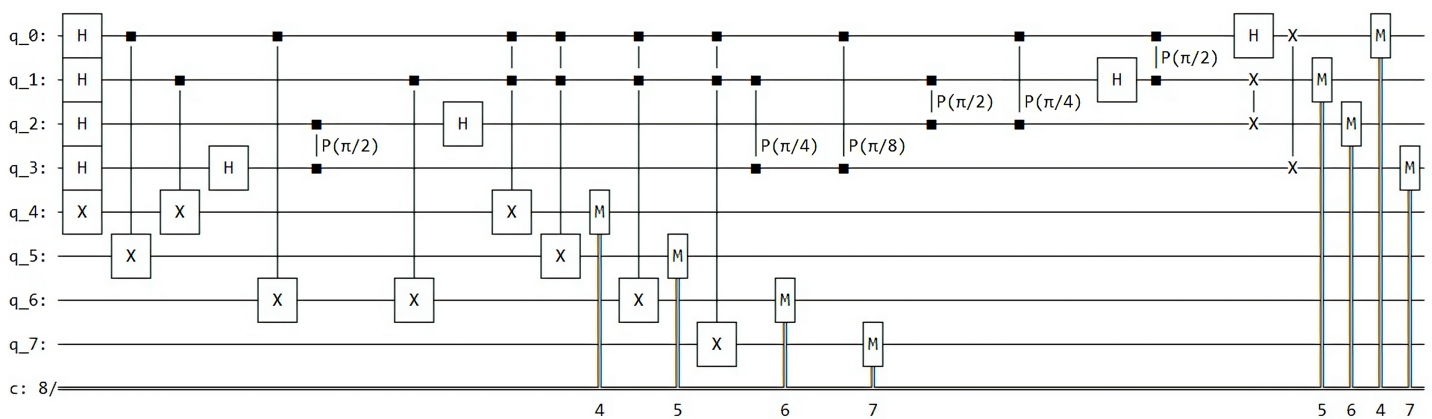 q_0: H H X M
q_1: H P(π/2) H X M
q_2: H H P(π/2) P(π/4) X M
q_3: H H P(π/2) P(π/4) P(π/8) X M
q_4: X X X M
q_5: X X M
q_6: X X X M
q_7: X M
c: 8/
4 5 6 7 5 6 4 7